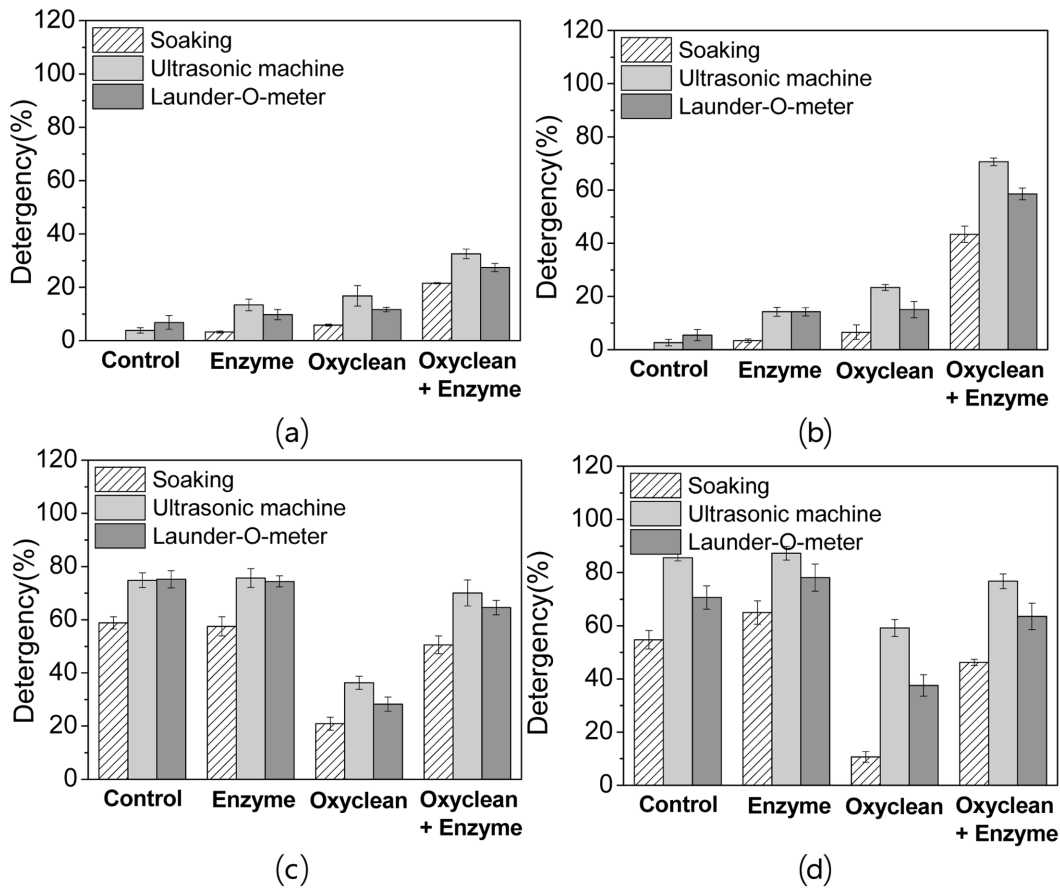 120
100
80
60
40
20
0
Detergency(%)
Soaking
Ultrasonic machine
Launder-O-meter
Control
Enzyme
Oxyclean
Oxyclean
+ Enzyme
(a)
120
100
80
60
40
20
0
Detergency(%)
Soaking
Ultrasonic machine
Launder-O-meter
Control
Enzyme
Oxyclean
Oxyclean
+ Enzyme
(b)
120
100
80
60
40
20
0
Detergency(%)
Soaking
Ultrasonic machine
Launder-O-meter
Control
Enzyme
Oxyclean
Oxyclean
+ Enzyme
(c)
120
100
80
60
40
20
0
Detergency(%)
Soaking
Ultrasonic machine
Launder-O-meter
Control
Enzyme
Oxyclean
Oxyclean
+ Enzyme
(d)